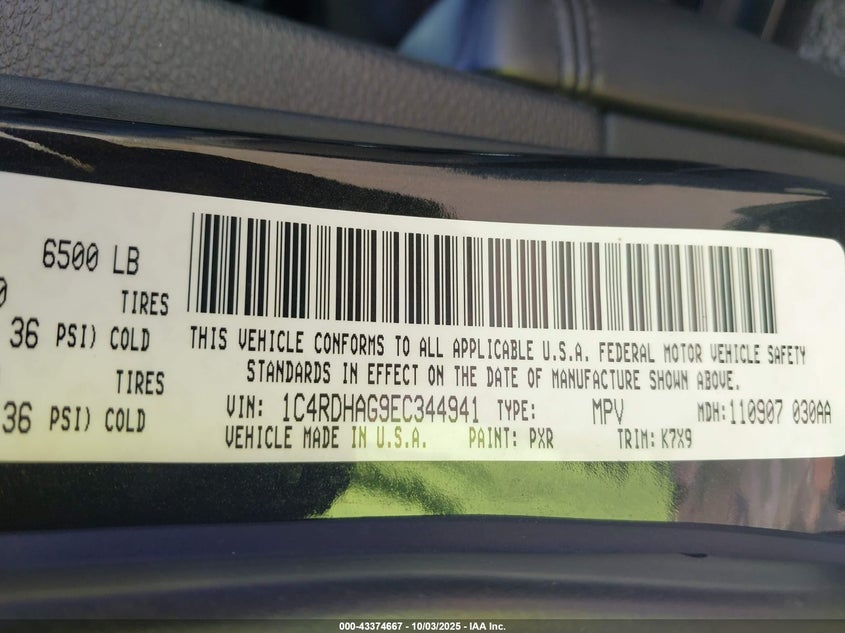 6500 LB
0 TIRES
36 PSI) COLD
TIRES
36 PSI) COLD
THIS VEHICLE CONFORMS TO ALL APPLICABLE U.S.A. FEDERAL MOTOR VEHICLE SAFETY
STANDARDS IN EFFECT ON THE DATE OF MANUFACTURE SHOWN ABOVE.
VIN: 1C4RDHAG9EC344941 TYPE: MPV MDH: 110907 030AA
VEHICLE MADE IN U.S.A. PAINT: PXR TRIM: K7X9
000-43374667 - 10/03/2025 - IAA Inc.